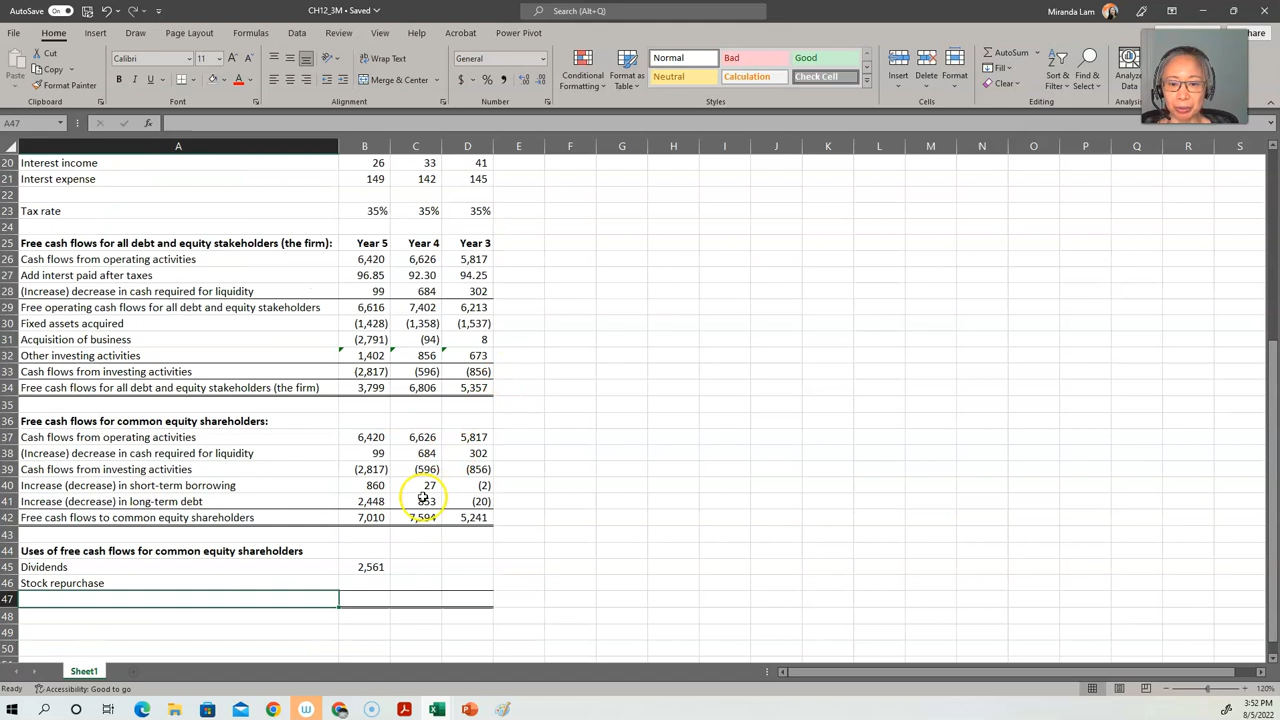 AutoSave On CH12_3M • Saved Search (Alt+Q) Miranda Lam
File Home Insert Draw Page Layout Formulas Data Review View Help Acrobat Power Pivot Share
Paste Cut Copy Format Painter Clipboard
Calibri 11 B I U A Font
Wrap Text Merge & Center Alignment
General $ % 9 Number
Conditional Formatting Format as Table Normal Bad Good Neutral Calculation Check Cell Styles
Insert Delete Format Cells
AutoSum Fill Clear Sort & Filter Find & Select Editing
Analyze Data
A47 fx
A B C D E F G H I J K L M N O P Q R S
20 Interest income 26 33 41
21 Interst expense 149 142 145
22
23 Tax rate 35% 35% 35%
24
25 Free cash flows for all debt and equity stakeholders (the firm): Year 5 Year 4 Year 3
26 Cash flows from operating activities 6,420 6,626 5,817
27 Add interst paid after taxes 96.85 92.30 94.25
28 (Increase) decrease in cash required for liquidity 99 684 302
29 Free operating cash flows for all debt and equity stakeholders 6,616 7,402 6,213
30 Fixed assets acquired (1,428) (1,358) (1,537)
31 Acquisition of business (2,791) (94) 8
32 Other investing activities 1,402 856 673
33 Cash flows from investing activities (2,817) (596) (856)
34 Free cash flows for all debt and equity stakeholders (the firm) 3,799 6,806 5,357
35
36 Free cash flows for common equity shareholders:
37 Cash flows from operating activities 6,420 6,626 5,817
38 (Increase) decrease in cash required for liquidity 99 684 302
39 Cash flows from investing activities (2,817) (596) (856)
40 Increase (decrease) in short-term borrowing 860 27 (2)
41 Increase (decrease) in long-term debt 2,448 853 (20)
42 Free cash flows to common equity shareholders 7,010 7,594 5,241
43
44 Uses of free cash flows for common equity shareholders
45 Dividends 2,561
46 Stock repurchase
47
48
49
50
Sheet1
Ready Accessibility: Good to go 120%
3:52 PM
8/5/2022